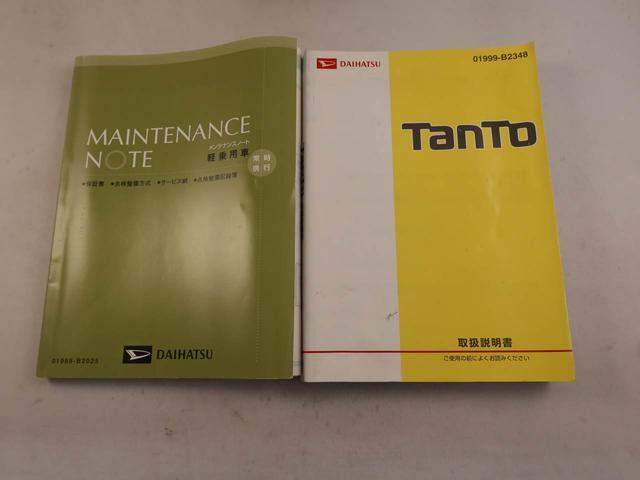 MAINTENANCE
NOTE
メンテナンスノート
軽乗用車
常時
携行
●保証書 ●点検整備方式 ●サービス網 ●点検整備記録簿
01999-B2025
DAIHATSU
DAIHATSU
01999-B2348
TanTo
取扱説明書
ご使用の前によくお読みください